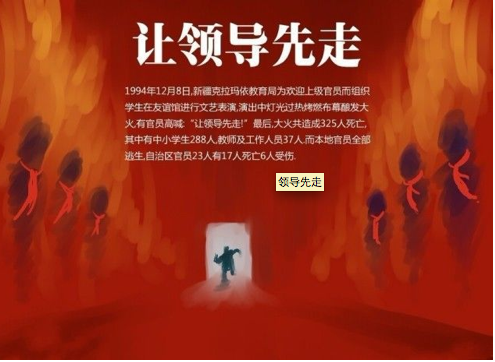 让领导先走
1994年12月8日,新疆克拉玛依教育局为欢迎上级官员而组织
学生在友谊馆进行文艺表演,演出中灯光过热烤燃布幕酿发大
火,有官员高喊:“让领导先走!”最后,大火共造成325人死亡,
其中有中小学生288人,教师及工作人员37人.而本地官员全部
逃生,自治区官员23人有17人死亡6人受伤.
领导先走